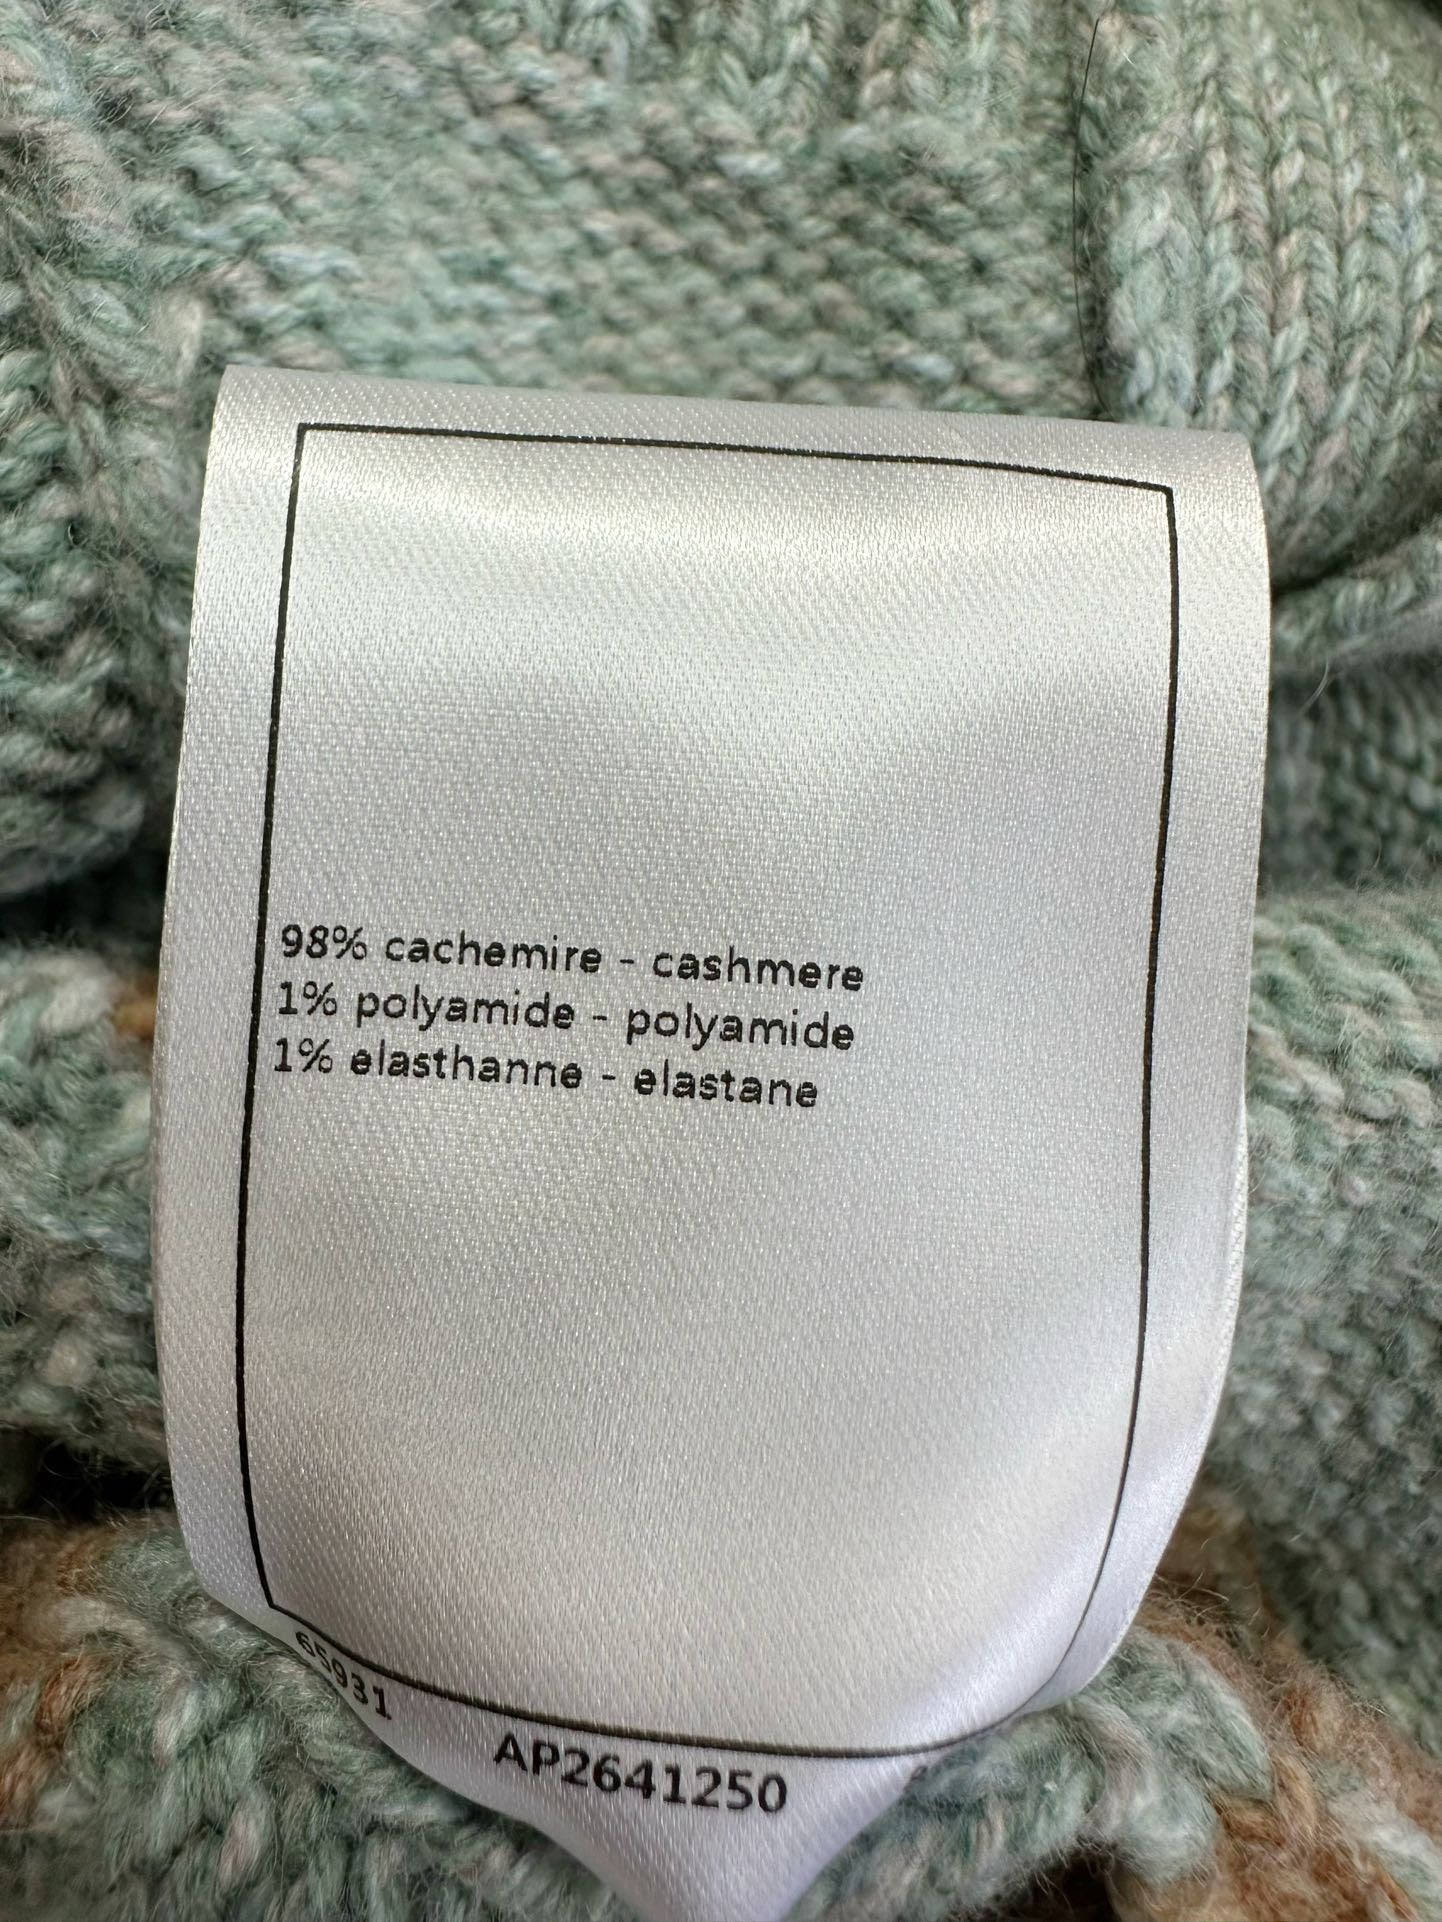 98% cachemire - cashmere
1% polyamide - polyamide
1% elasthanne - elastane
65931
AP2641250